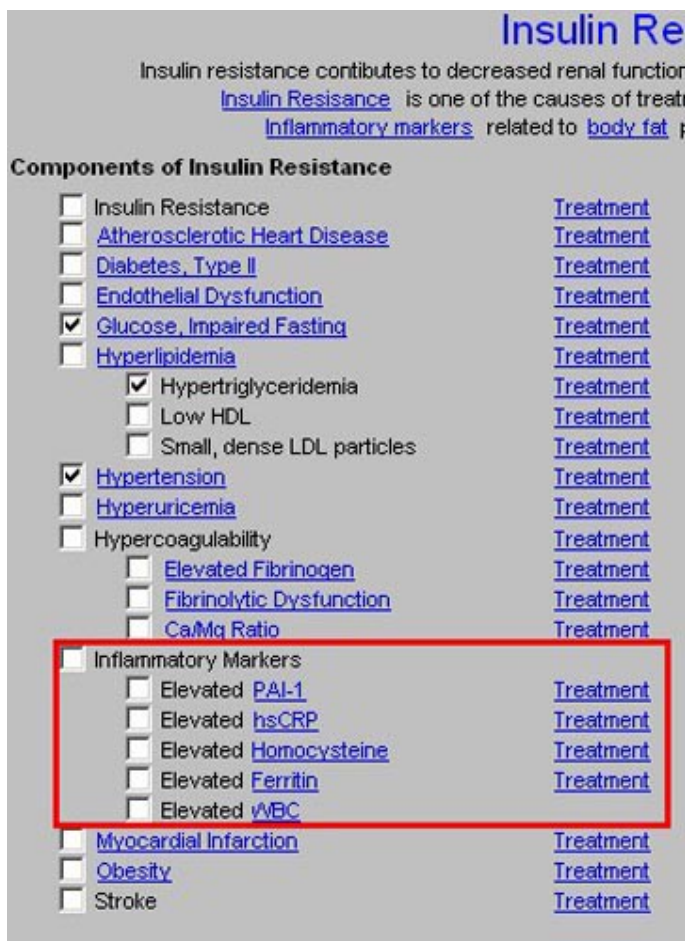 Insulin Re
Insulin resistance contibutes to decreased renal function
Insulin Resisance is one of the causes of treat
Inflammatory markers related to body fat p
Components of Insulin Resistance
Insulin Resistance Treatment
Atherosclerotic Heart Disease Treatment
Diabetes, Type II Treatment
Endothelial Dysfunction Treatment
Glucose, Impaired Fasting Treatment
Hyperlipidemia Treatment
Hypertriglyceridemia Treatment
Low HDL Treatment
Small, dense LDL particles Treatment
Hypertension Treatment
Hyperuricemia Treatment
Hypercoagulability Treatment
Elevated Fibrinogen Treatment
Fibrinolytic Dysfunction Treatment
Ca/Mg Ratio Treatment
Inflammatory Markers
Elevated PAI-1 Treatment
Elevated hsCRP Treatment
Elevated Homocysteine Treatment
Elevated Ferritin Treatment
Elevated WBC
Myocardial Infarction Treatment
Obesity Treatment
Stroke Treatment